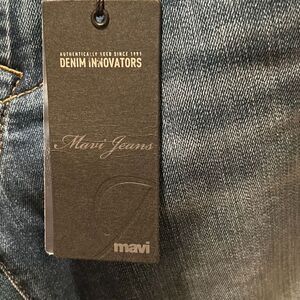 AUTHENTICALLY USED SINCE 1991
DENIM INNOVATORS
Mavi Jeans
mavi